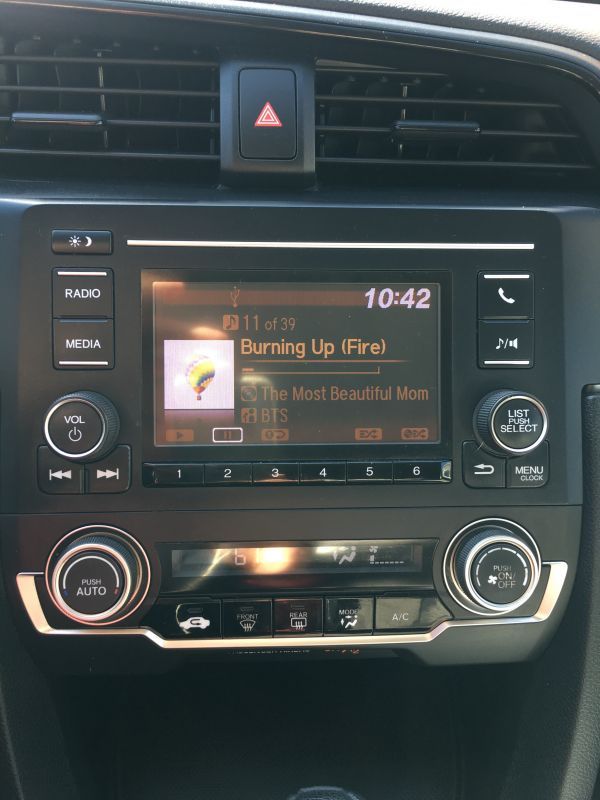 10:42
RADIO
11 of 39
MEDIA
Burning Up (Fire)
The Most Beautiful Mom
BTS
VOL
LIST
PUSH
SELECT
1 2 3 4 5 6
MENU
CLOCK
PUSH
AUTO
PUSH
ON/
OFF
FRONT
REAR
MODE
A/C